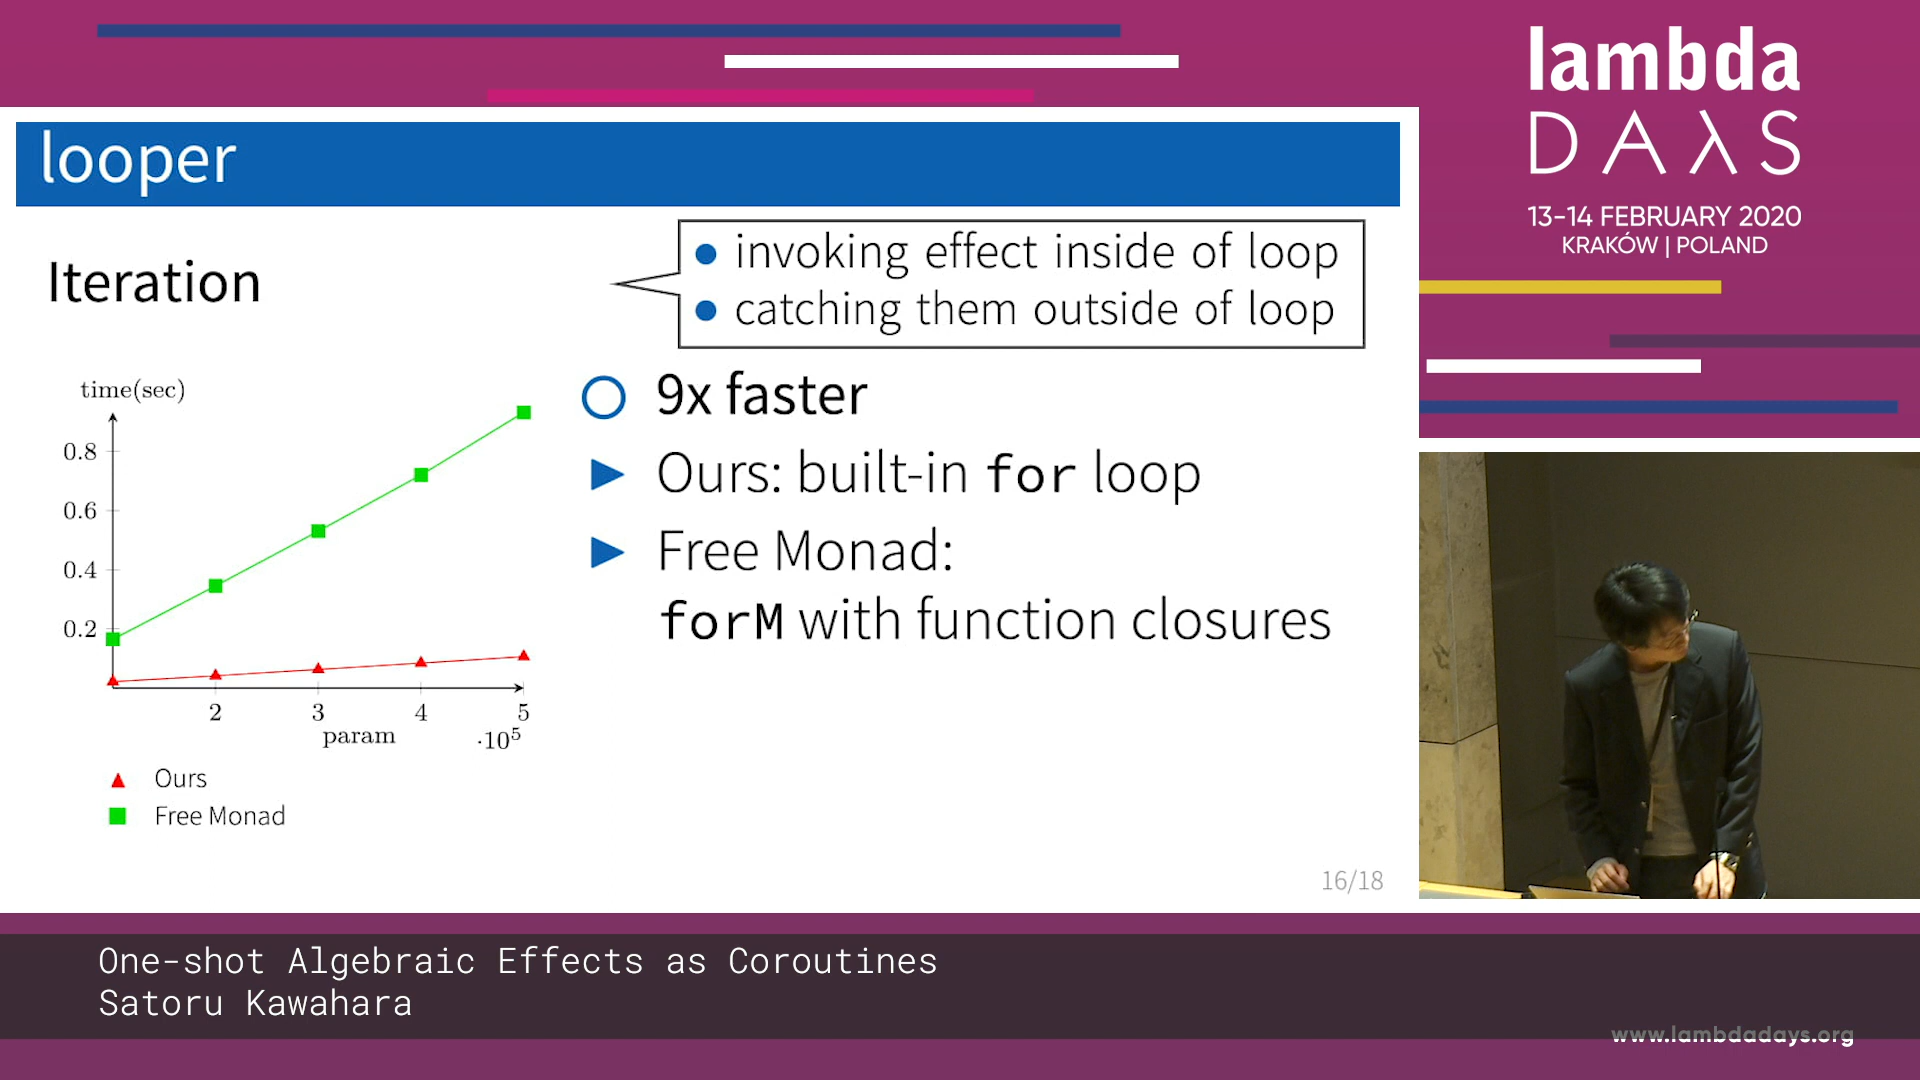 lambda
DAλS
13-14 FEBRUARY 2020
KRAKÓW | POLAND
looper
Iteration
● invoking effect inside of loop
● catching them outside of loop
time(sec)
0.8
0.6
0.4
0.2
2 3 4 5
param ·10⁵
Ours
Free Monad
9x faster
Ours: built-in for loop
Free Monad:
forM with function closures
16/18
One-shot Algebraic Effects as Coroutines
Satoru Kawahara
www.lambdadays.org